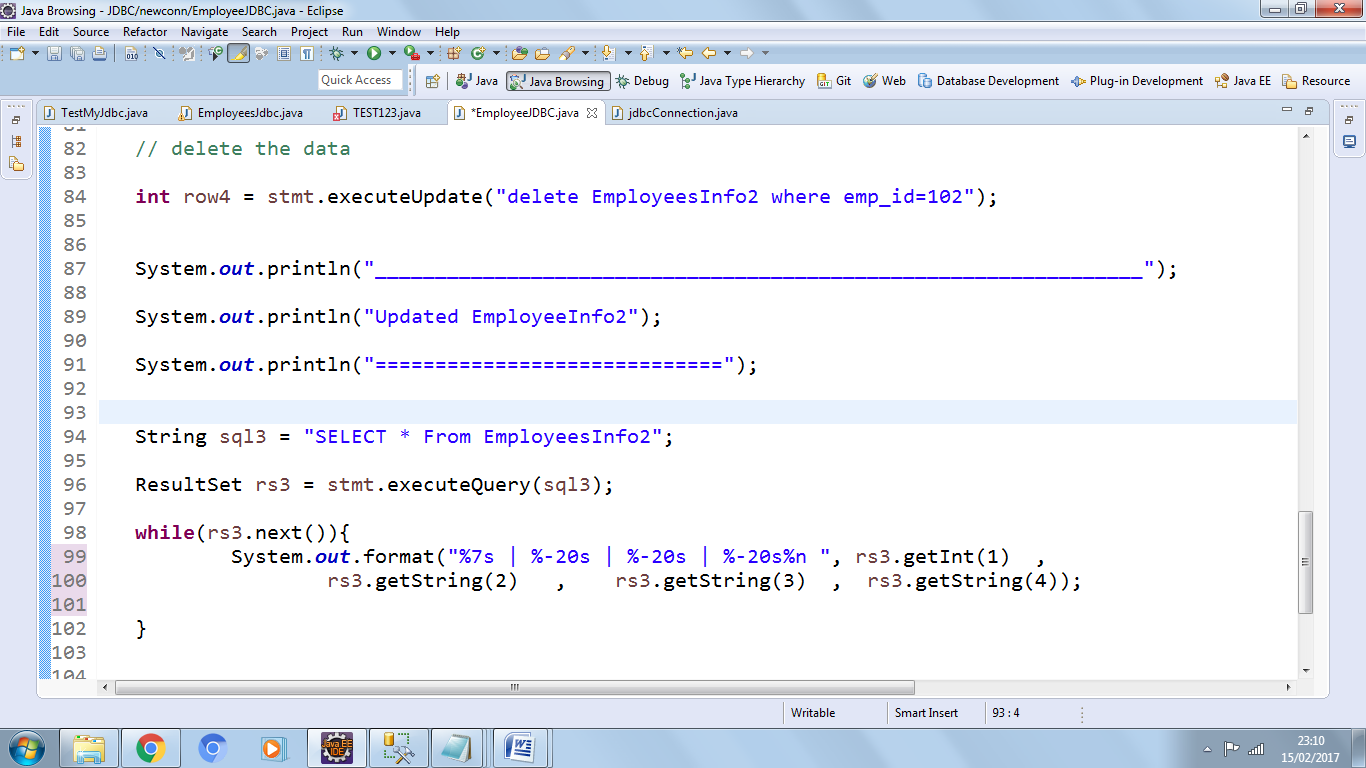 Java Browsing - JDBC/newconn/EmployeeJDBC.java - Eclipse
File Edit Source Refactor Navigate Search Project Run Window Help
Quick Access Java Java Browsing Debug Java Type Hierarchy Git Web Database Development Plug-in Development Java EE Resource
TestMyJdbc.java EmployeesJdbc.java TEST123.java *EmployeeJDBC.java jdbcConnection.java
81
82 // delete the data
83
84 int row4 = stmt.executeUpdate("delete EmployeesInfo2 where emp_id=102");
85
86
87 System.out.println("________________________________________________________________");
88
89 System.out.println("Updated EmployeeInfo2");
90
91 System.out.println("=============================");
92
93
94 String sql3 = "SELECT * From EmployeesInfo2";
95
96 ResultSet rs3 = stmt.executeQuery(sql3);
97
98 while(rs3.next()){
99 System.out.format("%7s | %-20s | %-20s | %-20s%n ", rs3.getInt(1) ,
100 rs3.getString(2) , rs3.getString(3) , rs3.getString(4));
101
102 }
103
104
Writable Smart Insert 93 : 4
Java EE
IDE
23:10
15/02/2017